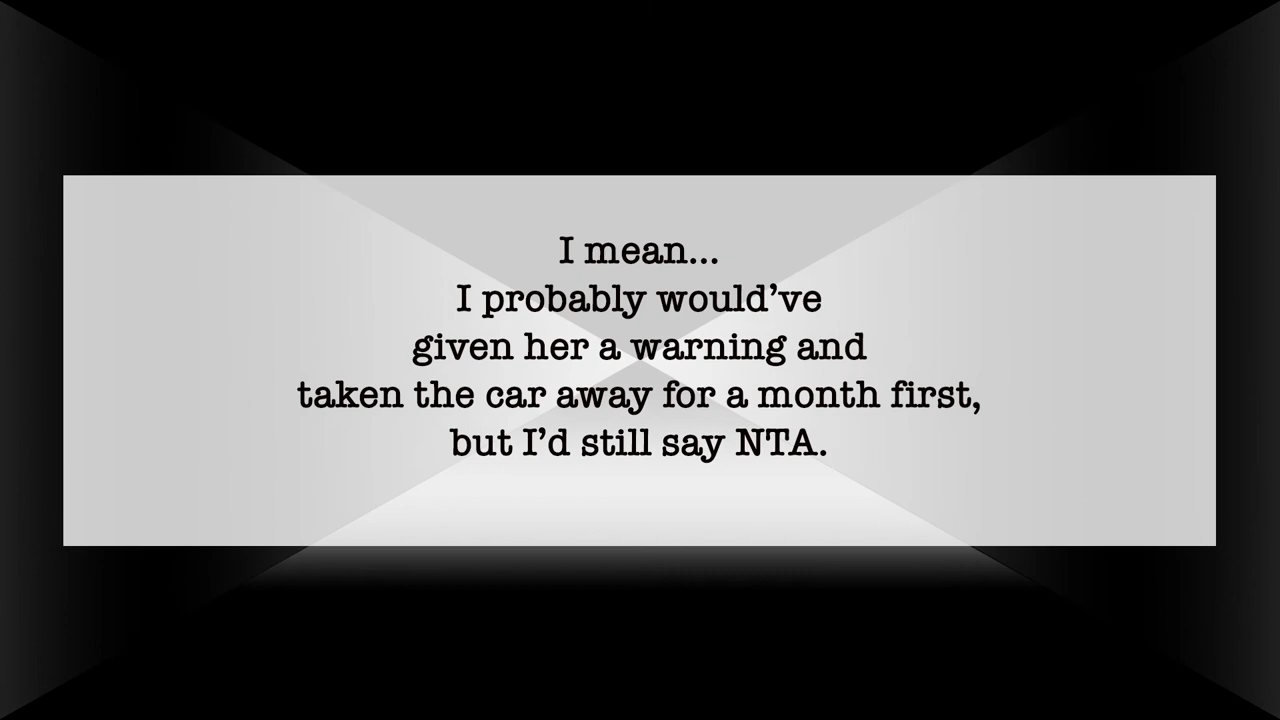 I mean...
I probably would’ve
given her a warning and
taken the car away for a month first,
but I’d still say NTA.